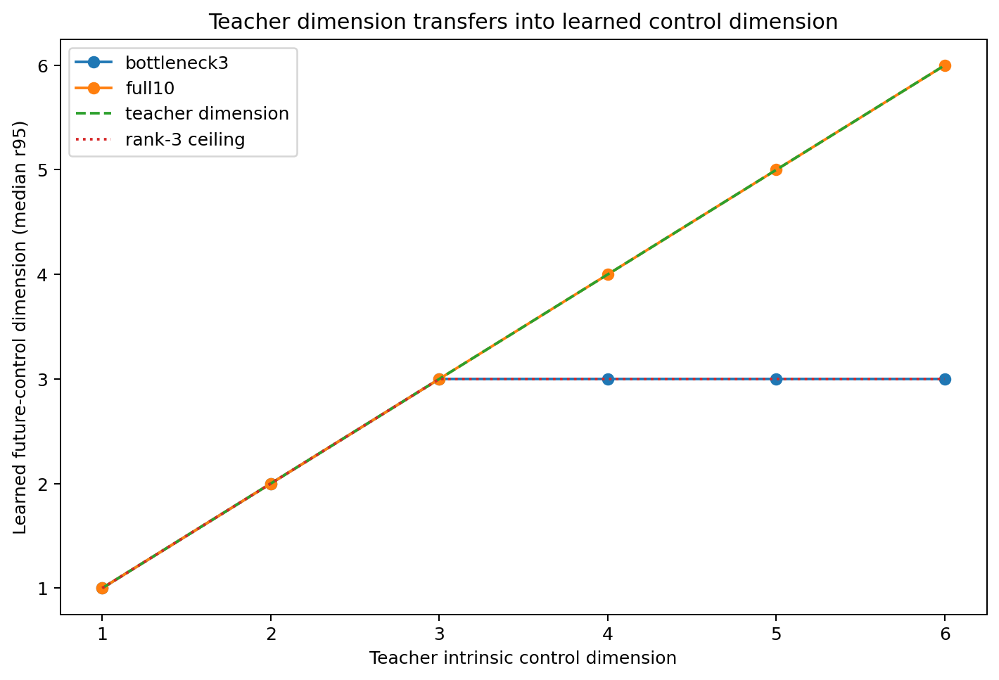 Teacher dimension transfers into learned control dimension
bottleneck3
full10
teacher dimension
rank-3 ceiling
Learned future-control dimension (median r95)
6
5
4
3
2
1
1 2 3 4 5 6
Teacher intrinsic control dimension